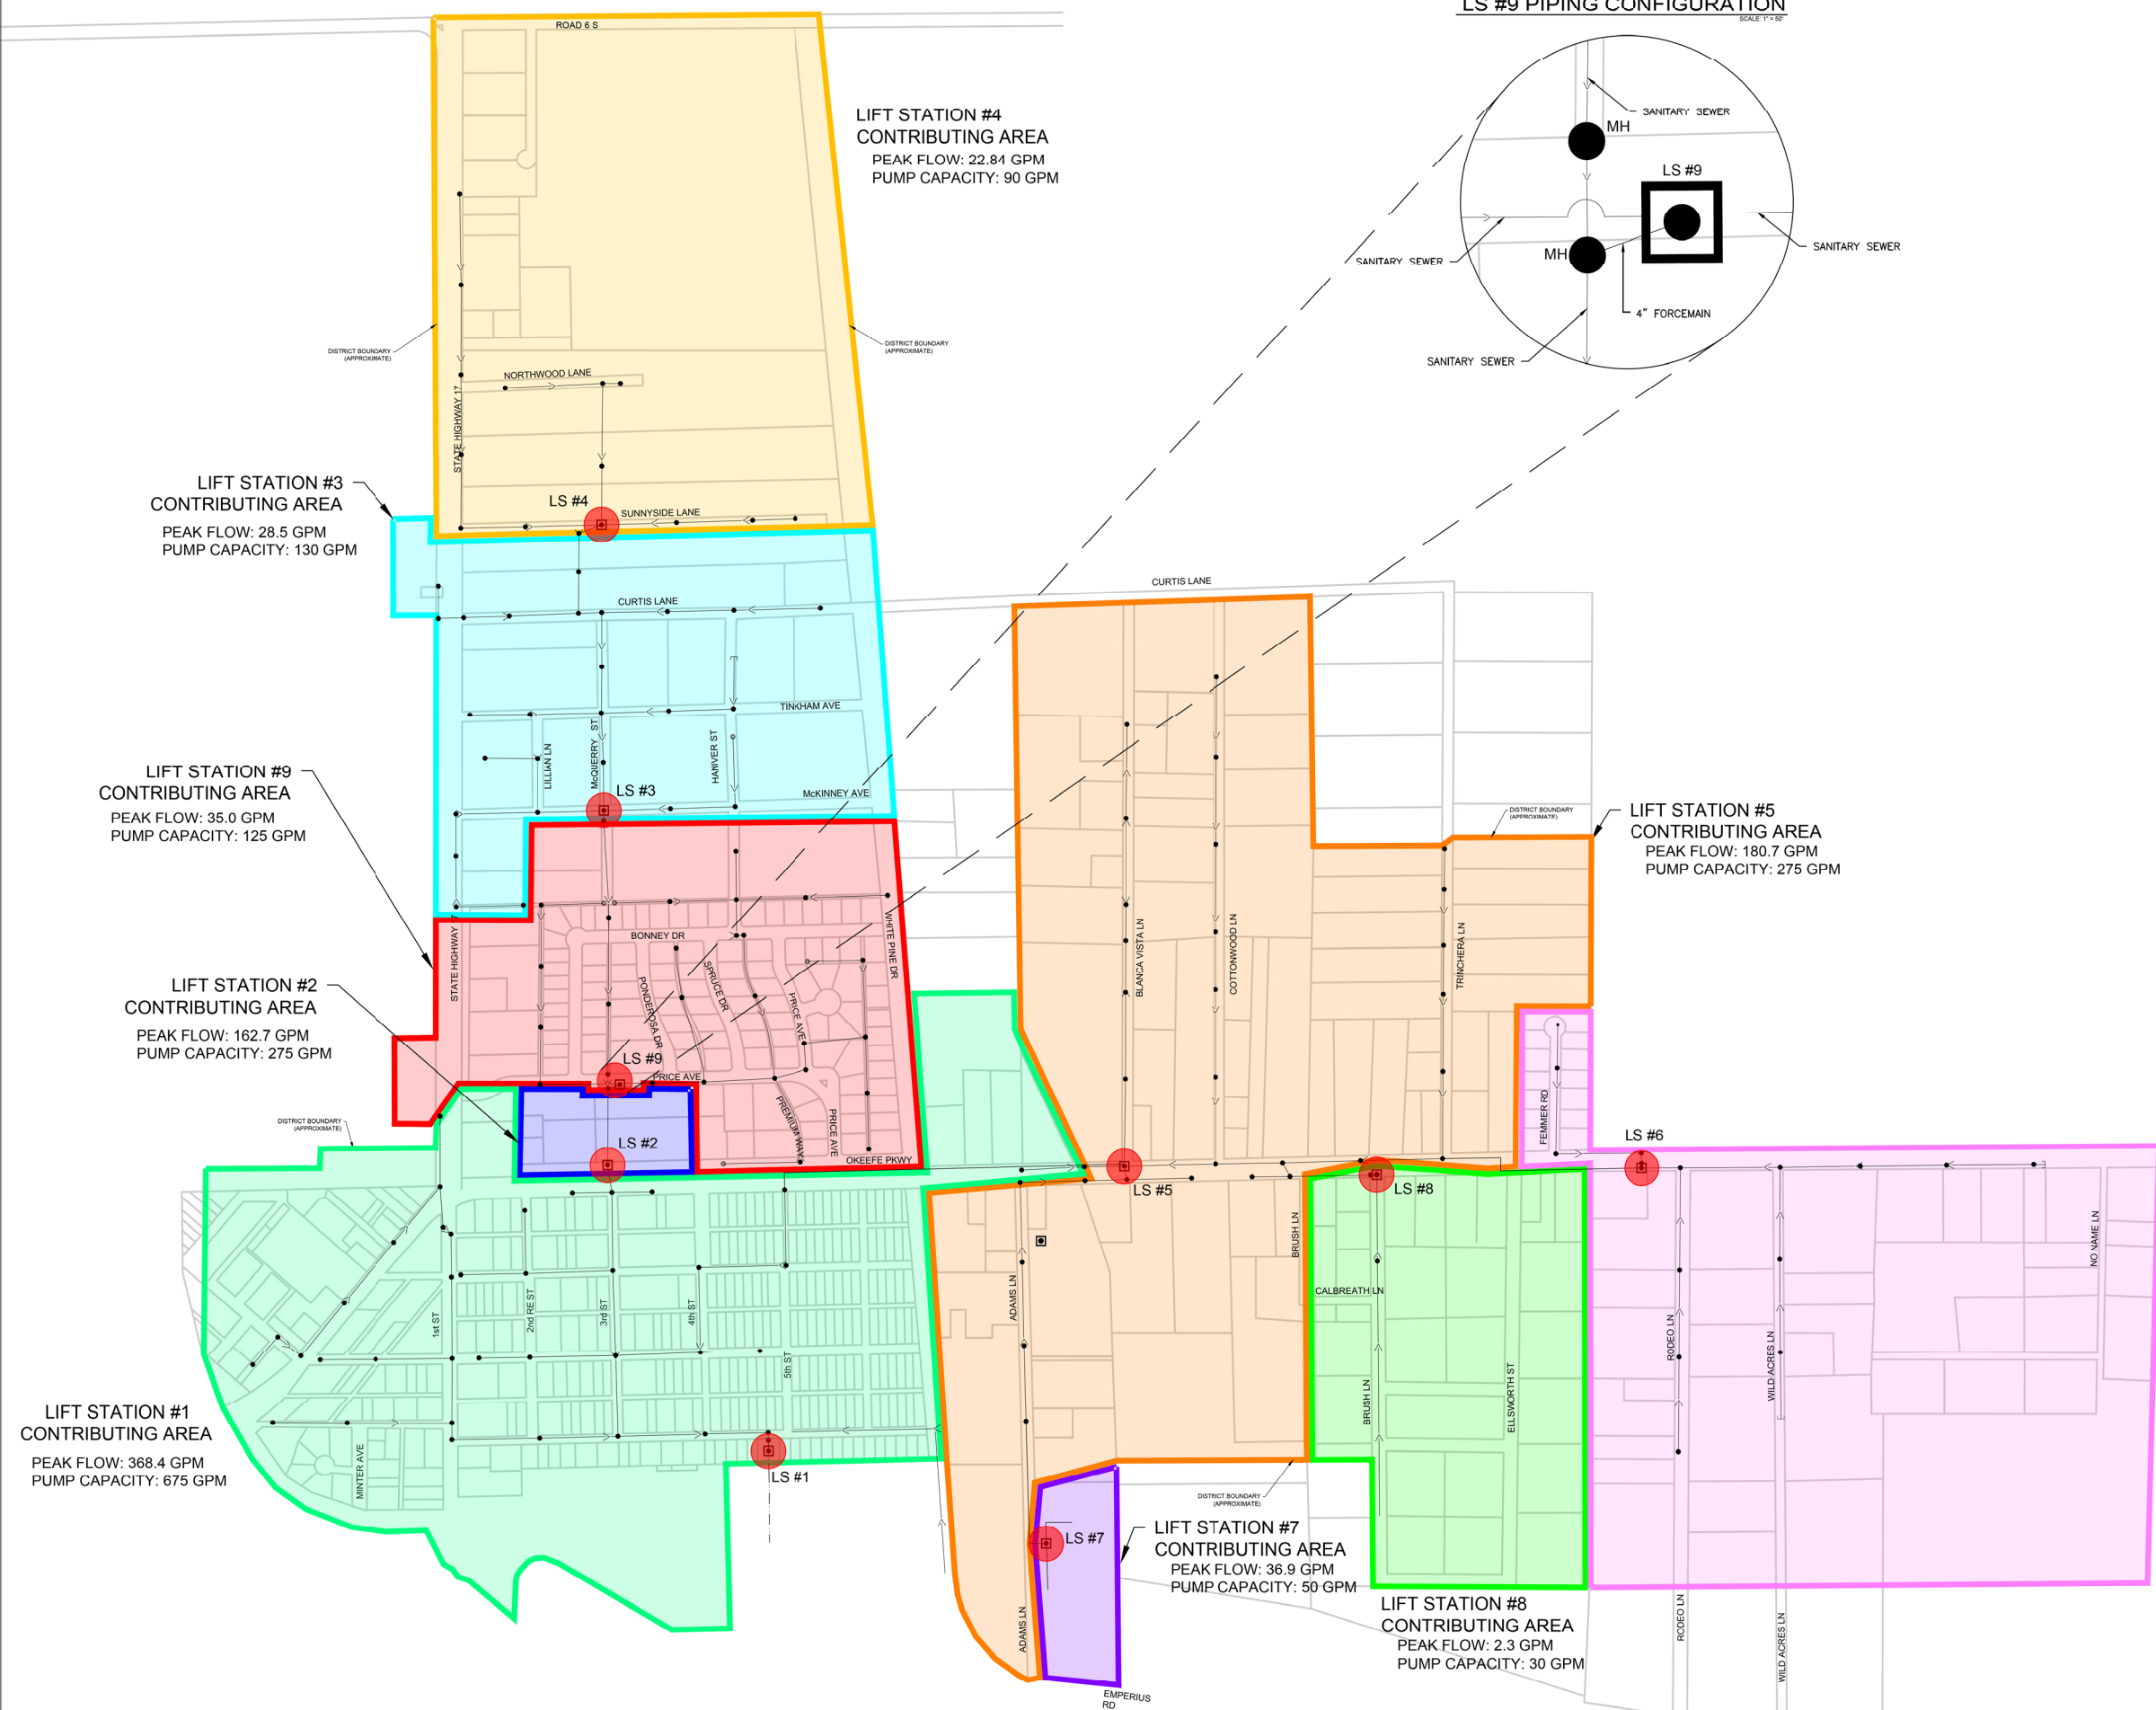 LS #9 PIPING CONFIGURATION
SCALE: 1" = 50'
ROAD 6 S
SANITARY SEWER
MH
LS #9
SANITARY SEWER
SANITARY SEWER
MH
4" FORCEMAIN
SANITARY SEWER
LIFT STATION #4
CONTRIBUTING AREA
PEAK FLOW: 22.84 GPM
PUMP CAPACITY: 90 GPM
DISTRICT BOUNDARY
(APPROXIMATE)
DISTRICT BOUNDARY
(APPROXIMATE)
NORTHWOOD LANE
STATE HIGHWAY 17
LIFT STATION #3
CONTRIBUTING AREA
PEAK FLOW: 28.5 GPM
PUMP CAPACITY: 130 GPM
LS #4
SUNNYSIDE LANE
CURTIS LANE
CURTIS LANE
TINKHAM AVE
LILLIAN LN
McQUERRY ST
HANIVER ST
McKINNEY AVE
LS #3
LIFT STATION #9
CONTRIBUTING AREA
PEAK FLOW: 35.0 GPM
PUMP CAPACITY: 125 GPM
DISTRICT BOUNDARY
(APPROXIMATE)
LIFT STATION #5
CONTRIBUTING AREA
PEAK FLOW: 180.7 GPM
PUMP CAPACITY: 275 GPM
STATE HIGHWAY 17
BONNEY DR
PONDEROSA DR
SPRUCE DR
PRICE AVE
WHITE PINE DR
BLANCA VISTA LN
COTTONWOOD LN
TRINCHERA LN
LIFT STATION #2
CONTRIBUTING AREA
PEAK FLOW: 162.7 GPM
PUMP CAPACITY: 275 GPM
LS #9
PRICE AVE
PREMIUM WAY
PRICE AVE
OKEEFE PKWY
LS #2
DISTRICT BOUNDARY
(APPROXIMATE)
FEMMER RD
LS #6
LS #5
LS #8
BRUSH LN
ADAMS LN
CALBREATH LN
NO NAME LN
1st ST
2nd RE ST
3rd ST
4th ST
5th ST
BRUSH LN
ELLSWORTH ST
RODEO LN
WILD ACRES LN
LIFT STATION #1
CONTRIBUTING AREA
PEAK FLOW: 368.4 GPM
PUMP CAPACITY: 675 GPM
MINTER AVE
LS #1
DISTRICT BOUNDARY
(APPROXIMATE)
LS #7
LIFT STATION #7
CONTRIBUTING AREA
PEAK FLOW: 36.9 GPM
PUMP CAPACITY: 50 GPM
LIFT STATION #8
CONTRIBUTING AREA
PEAK FLOW: 2.3 GPM
PUMP CAPACITY: 30 GPM
ADAMS LN
RODEO LN
WILD ACRES LN
EMPERIUS
RD